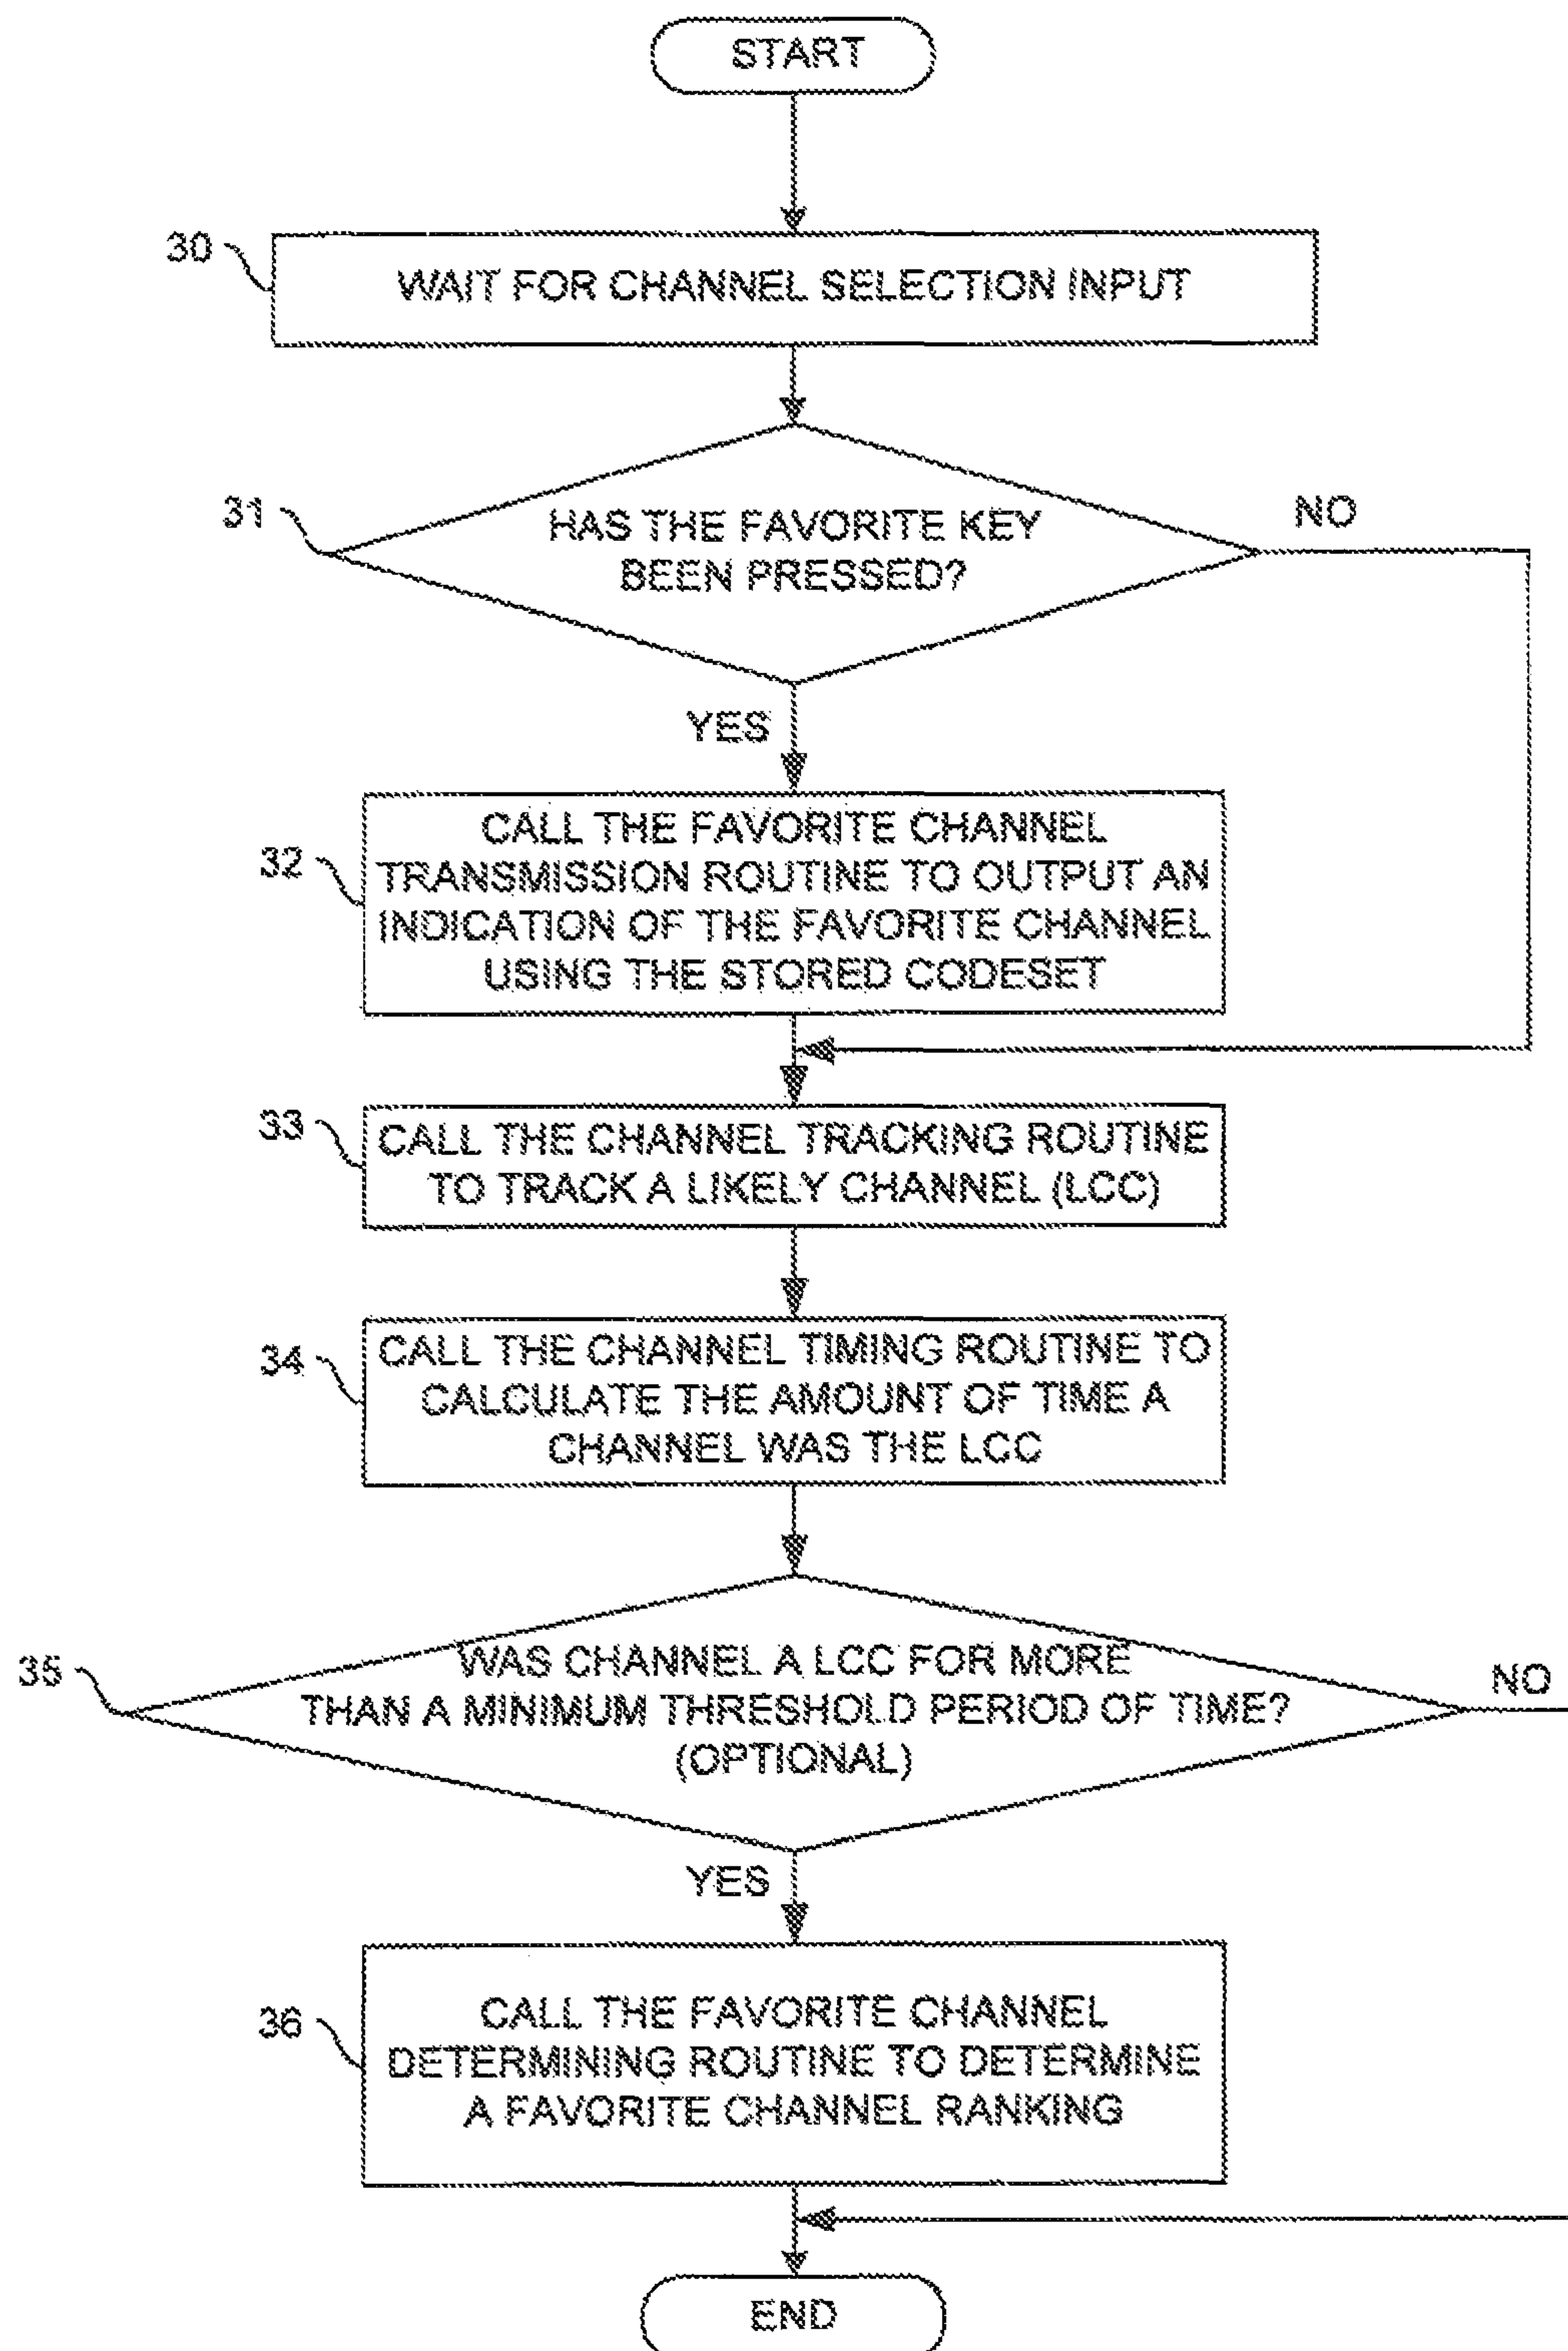 START
30
WAIT FOR CHANNEL SELECTION INPUT
31
HAS THE FAVORITE KEY
BEEN PRESSED?
NO
YES
32
CALL THE FAVORITE CHANNEL
TRANSMISSION ROUTINE TO OUTPUT AN
INDICATION OF THE FAVORITE CHANNEL
USING THE STORED CODESET
33
CALL THE CHANNEL TRACKING ROUTINE
TO TRACK A LIKELY CHANNEL (LCC)
34
CALL THE CHANNEL TIMING ROUTINE TO
CALCULATE THE AMOUNT OF TIME A
CHANNEL WAS THE LCC
35
WAS CHANNEL A LCC FOR MORE
THAN A MINIMUM THRESHOLD PERIOD OF TIME?
(OPTIONAL)
NO
YES
36
CALL THE FAVORITE CHANNEL
DETERMINING ROUTINE TO DETERMINE
A FAVORITE CHANNEL RANKING
END